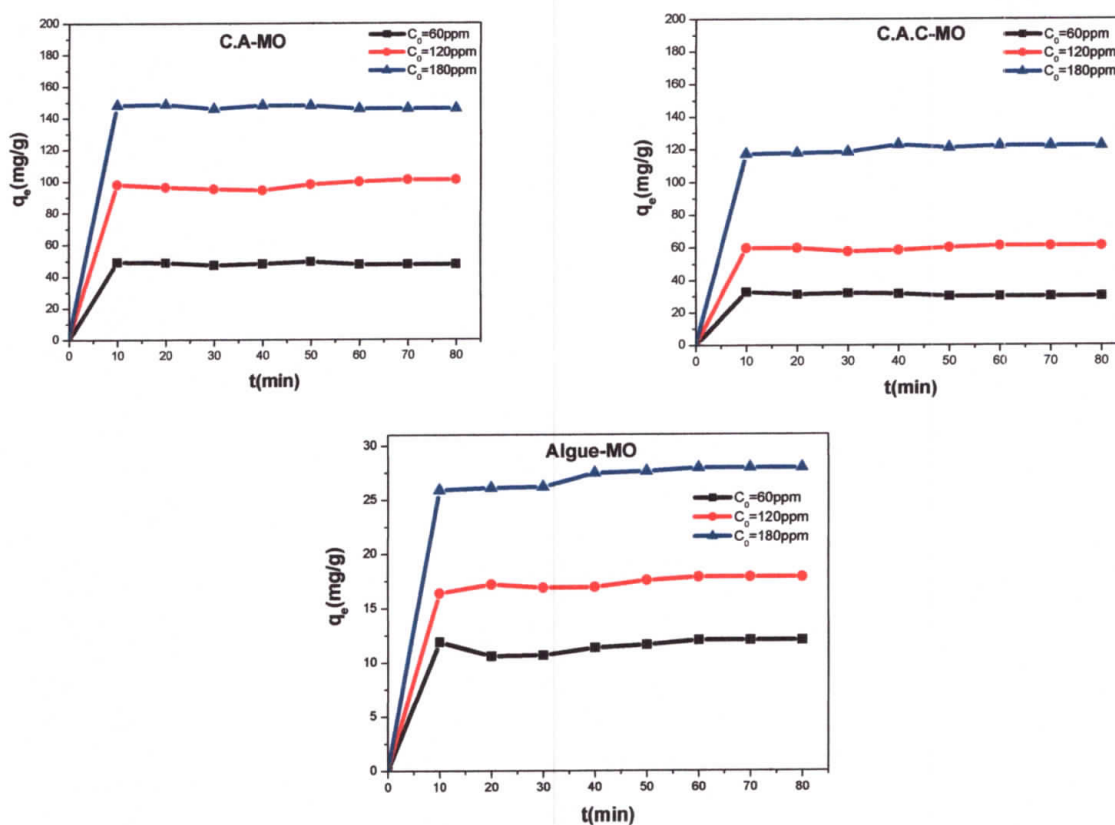 C.A-MO
C₀=60ppm
C₀=120ppm
C₀=180ppm
200
180
160
140
120
100
80
60
40
20
0
qₑ(mg/g)
0 10 20 30 40 50 60 70 80
t(min)
C.A.C-MO
C₀=60ppm
C₀=120ppm
C₀=180ppm
200
180
160
140
120
100
80
60
40
20
0
qₑ(mg/g)
0 10 20 30 40 50 60 70 80
t(min)
Algue-MO
C₀=60ppm
C₀=120ppm
C₀=180ppm
30
25
20
15
10
5
0
qₑ(mg/g)
0 10 20 30 40 50 60 70 80
t(min)